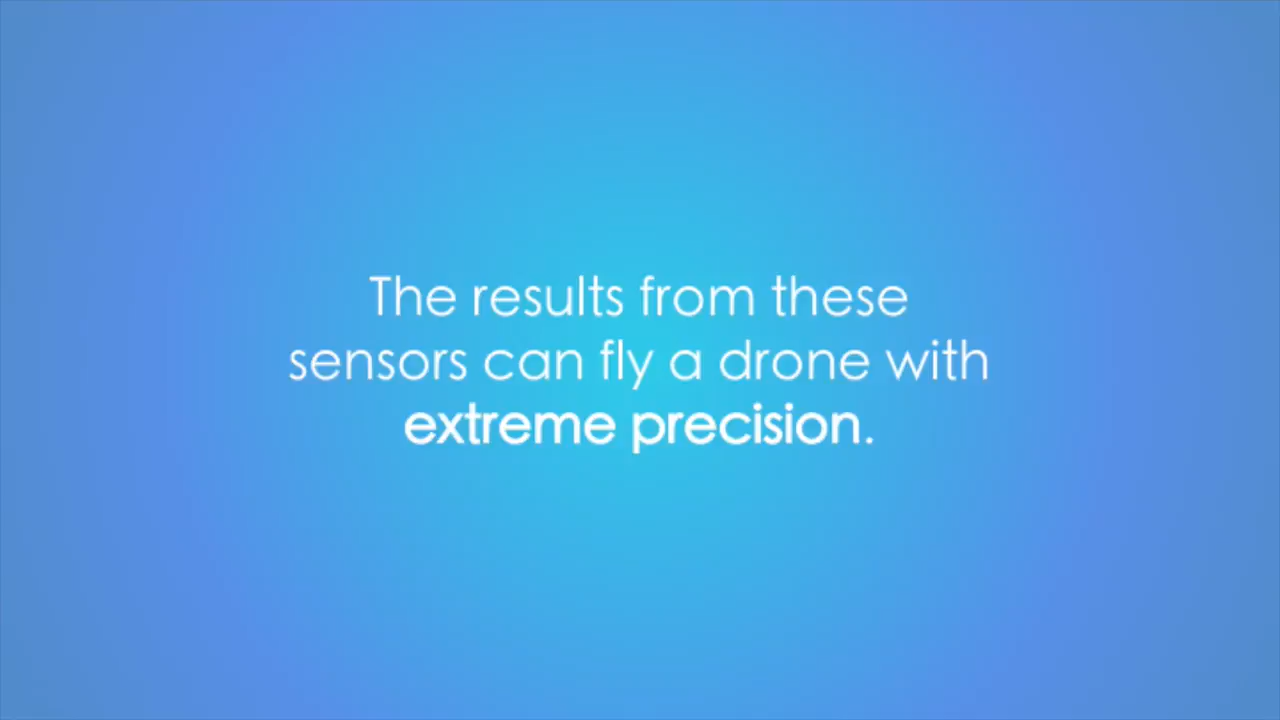 The results from these
sensors can fly a drone with
extreme precision.